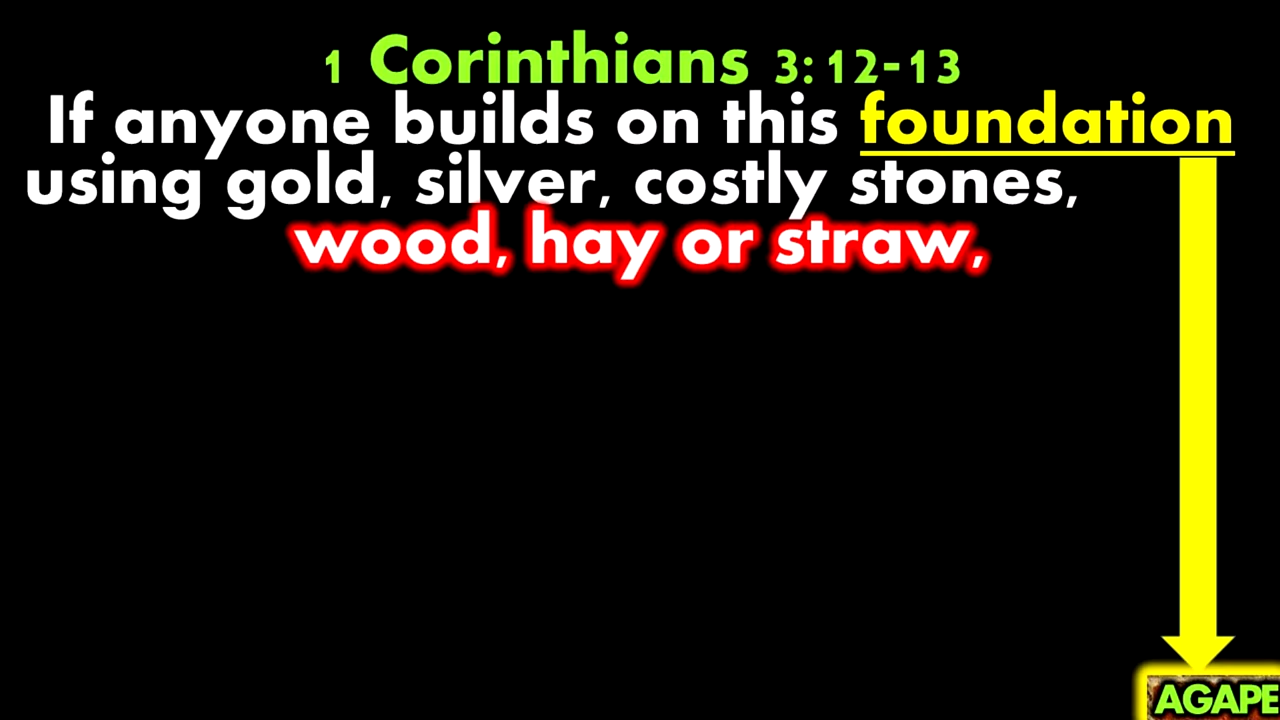 1 Corinthians 3:12-13
If anyone builds on this foundation
using gold, silver, costly stones,
wood, hay or straw,
AGAPE